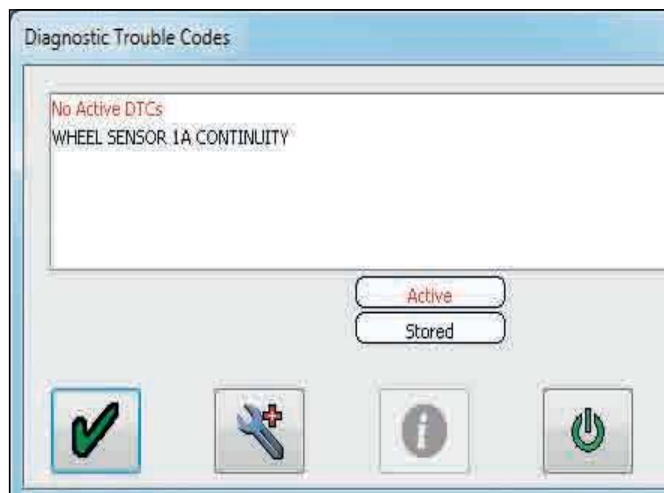 Diagnostic Trouble Codes
No Active DTCs
WHEEL SENSOR 1A CONTINUITY
Active
Stored